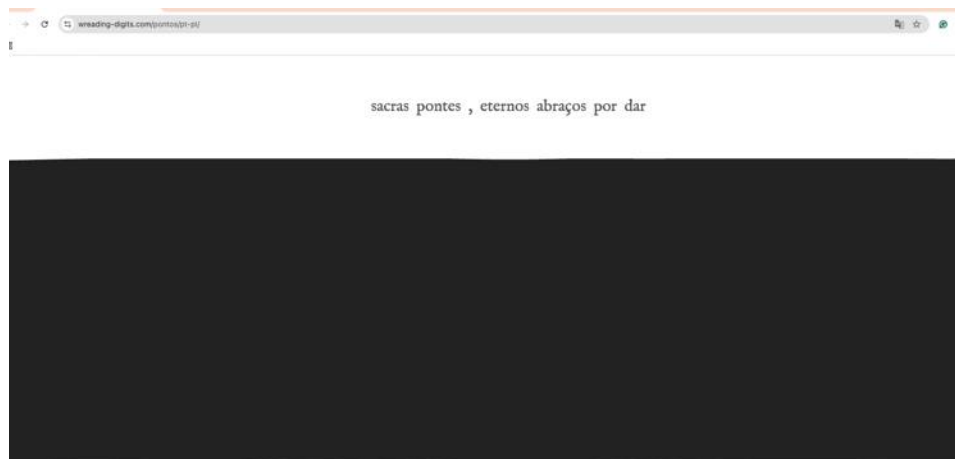 wreading-digits.com/pontos/pt-pt/
sacras pontes , eternos abraços por dar